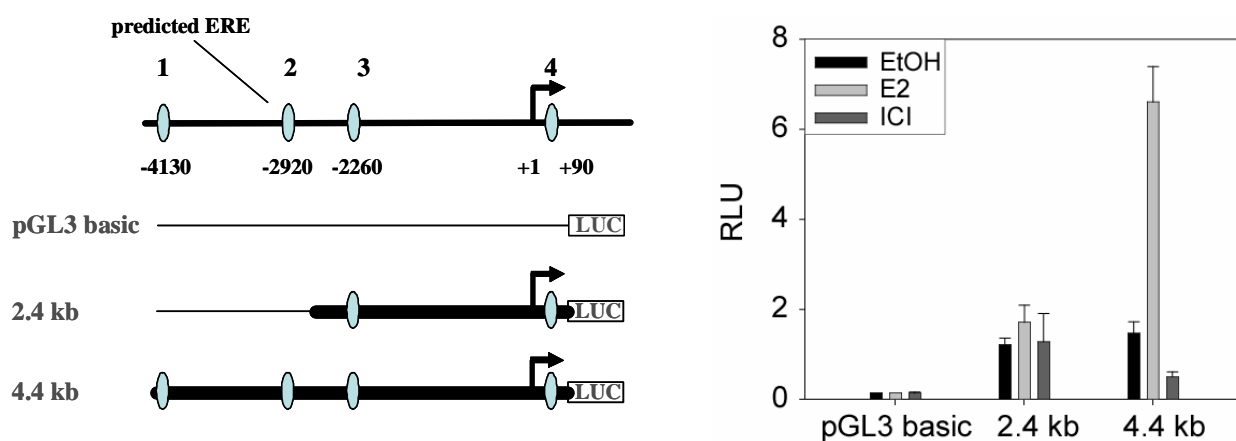 predicted ERE
1 2 3 4
-4130 -2920 -2260 +1 +90
pGL3 basic LUC
2.4 kb LUC
4.4 kb LUC
8
6
4
2
0
RLU
EtOH
E2
ICI
pGL3 basic 2.4 kb 4.4 kb